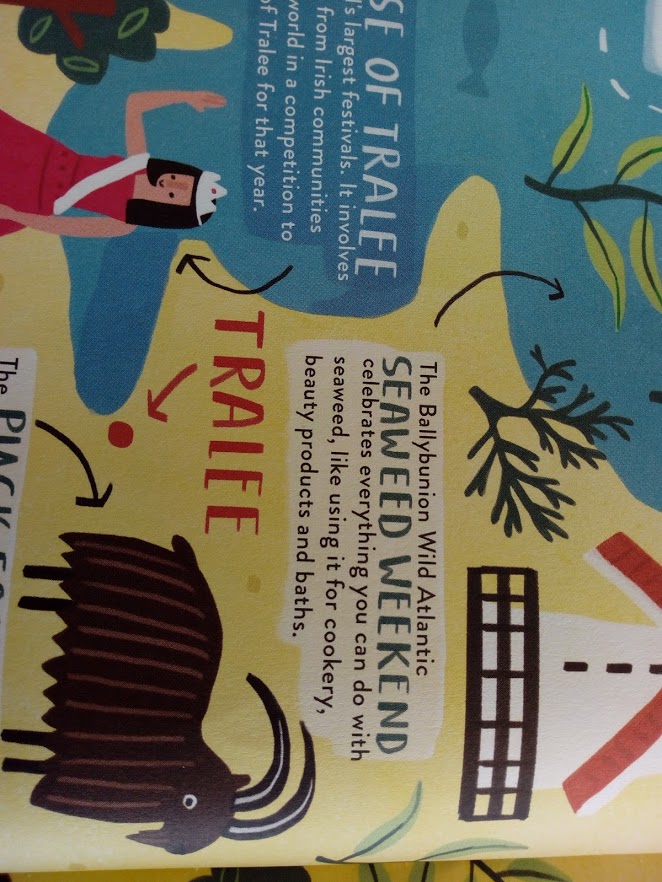 SE OF TRALEE
's largest festivals. It involves
from Irish communities
world in a competition to
of Tralee for that year.
The Ballybunion Wild Atlantic
SEAWEED WEEKEND
celebrates everything you can do with
seaweed, like using it for cookery,
beauty products and baths.
TRALEE
The PUCK